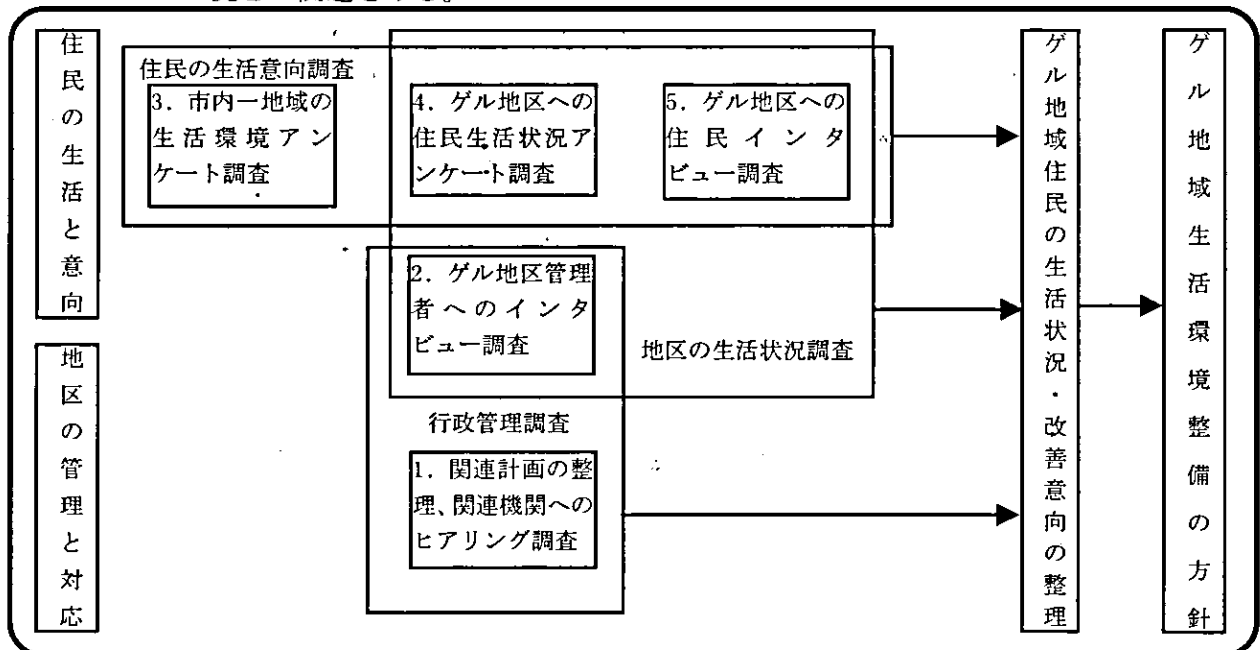 住民の生活と意向
地区の管理と対応
住民の生活意向調査
3．市内一地域の
生活環境アン
ケート調査
4．ゲル地区への
住民生活状況ア
ンケート調査
5．ゲル地区への
住民インタ
ビュー調査
2．ゲル地区管理
者へのインタ
ビュー調査
地区の生活状況調査
行政管理調査
1．関連計画の整
理、関連機関への
ヒアリング調査
ゲル地域住民の生活状況・改善意向の整理
ゲル地域生活環境整備の方針